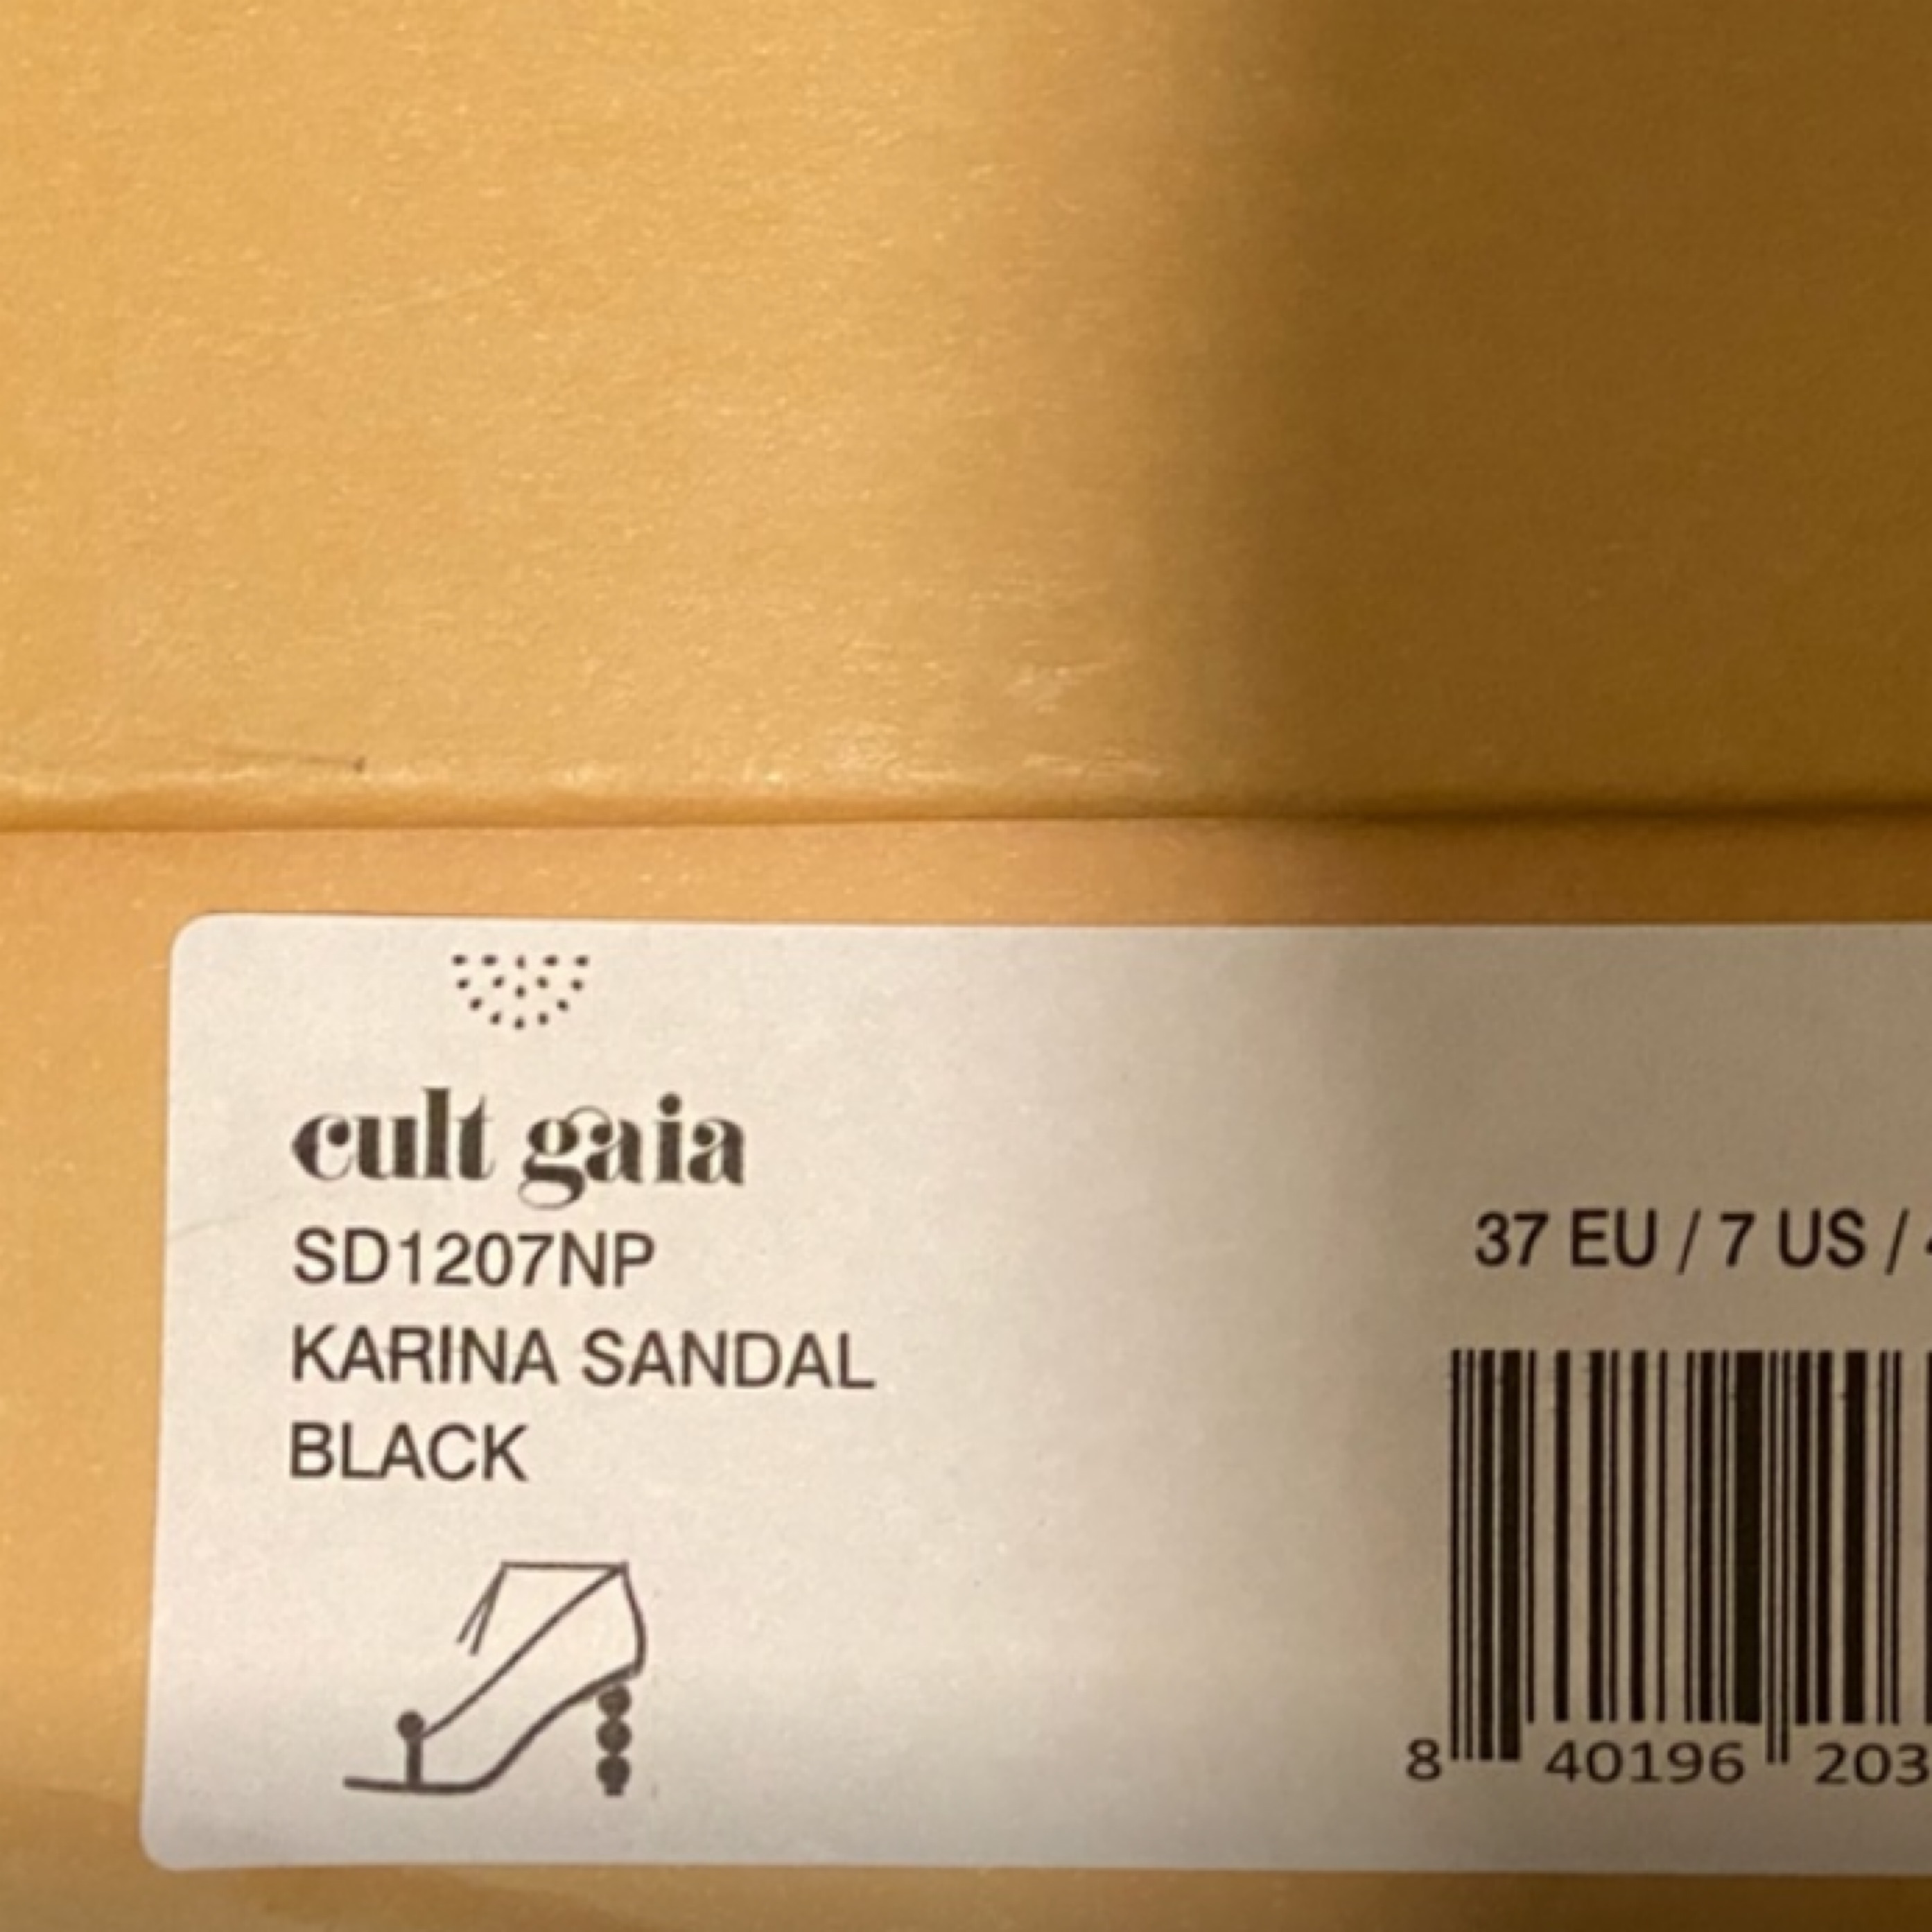 cult gaia
SD1207NP
KARINA SANDAL
BLACK
37 EU / 7 US /
8 40196 203